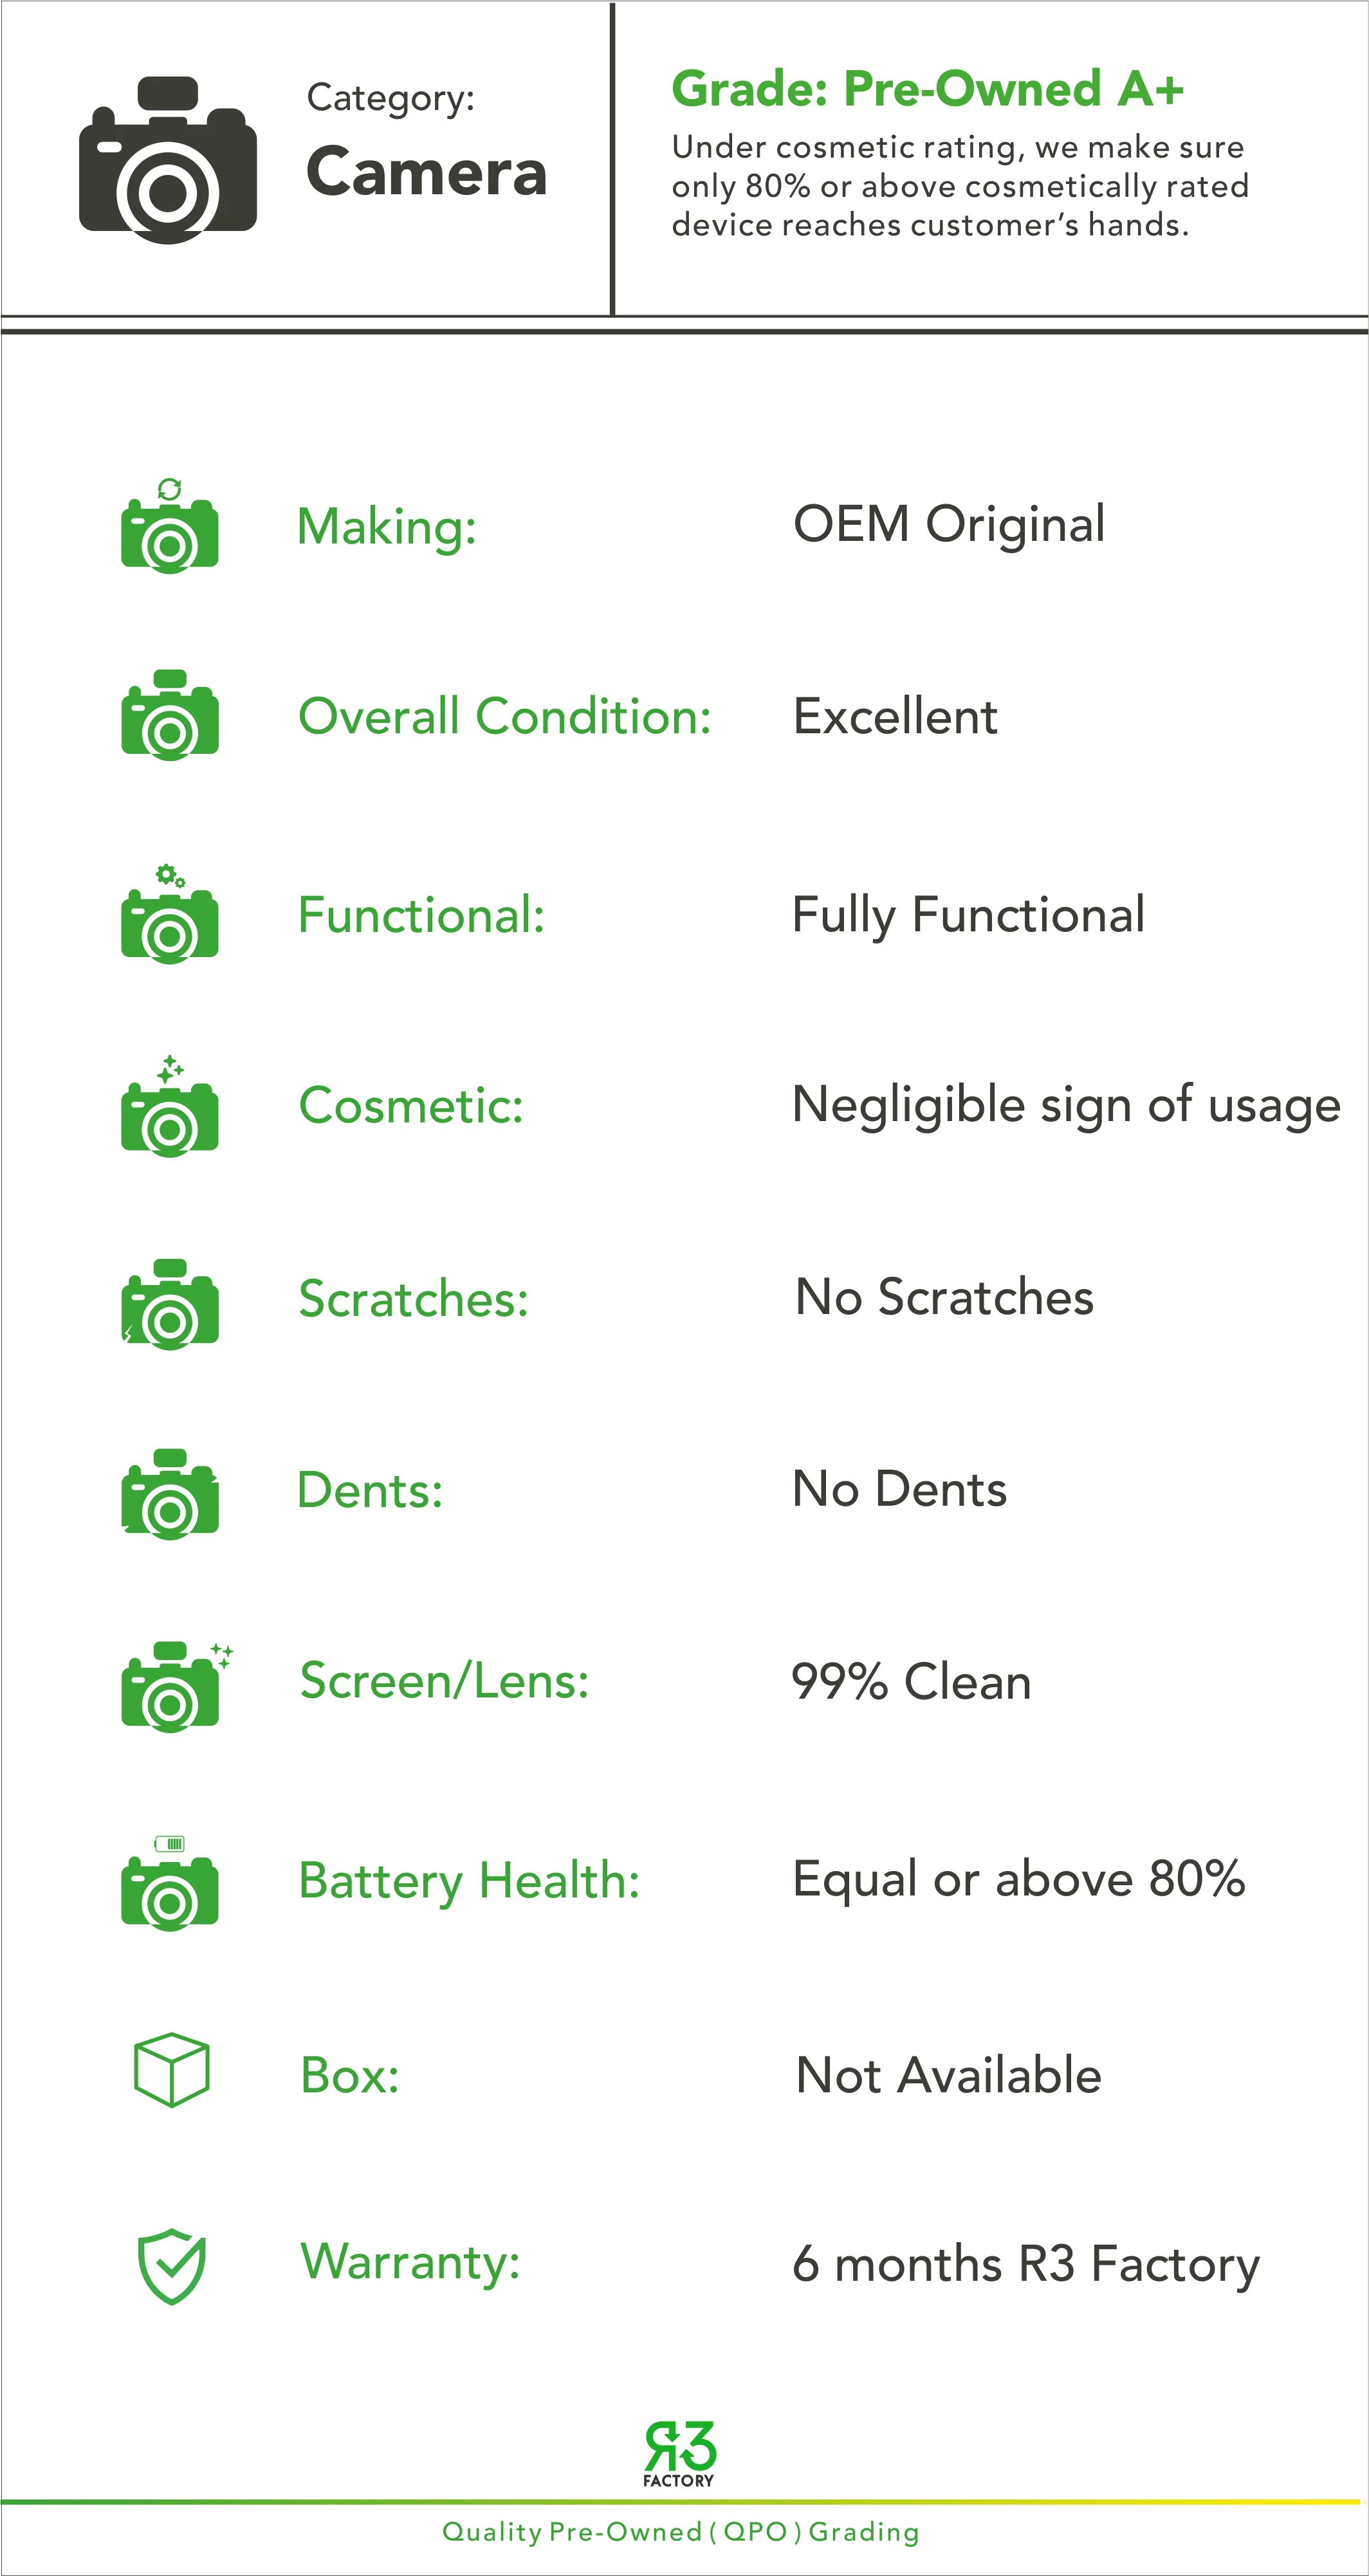 Category:
Camera
Grade: Pre-Owned A+
Under cosmetic rating, we make sure
only 80% or above cosmetically rated
device reaches customer’s hands.
Making: OEM Original
Overall Condition: Excellent
Functional: Fully Functional
Cosmetic: Negligible sign of usage
Scratches: No Scratches
Dents: No Dents
Screen/Lens: 99% Clean
Battery Health: Equal or above 80%
Box: Not Available
Warranty: 6 months R3 Factory
R3
FACTORY
Quality Pre-Owned ( QPO ) Grading